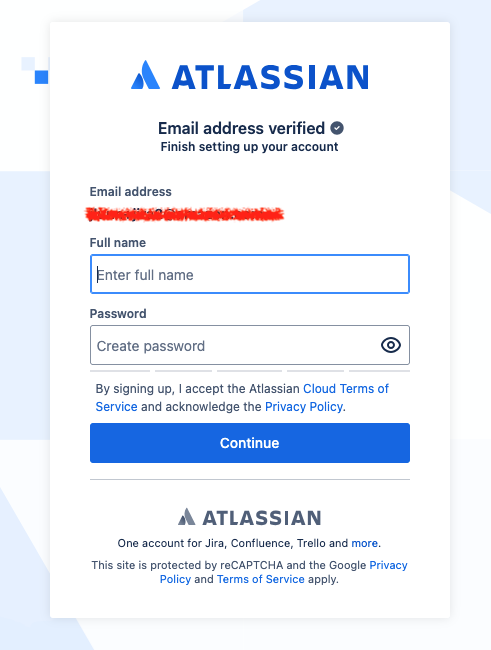 ATLASSIAN
Email address verified
Finish setting up your account
Email address
Full name
Enter full name
Password
Create password
By signing up, I accept the Atlassian Cloud Terms of
Service and acknowledge the Privacy Policy.
Continue
ATLASSIAN
One account for Jira, Confluence, Trello and more.
This site is protected by reCAPTCHA and the Google Privacy
Policy and Terms of Service apply.